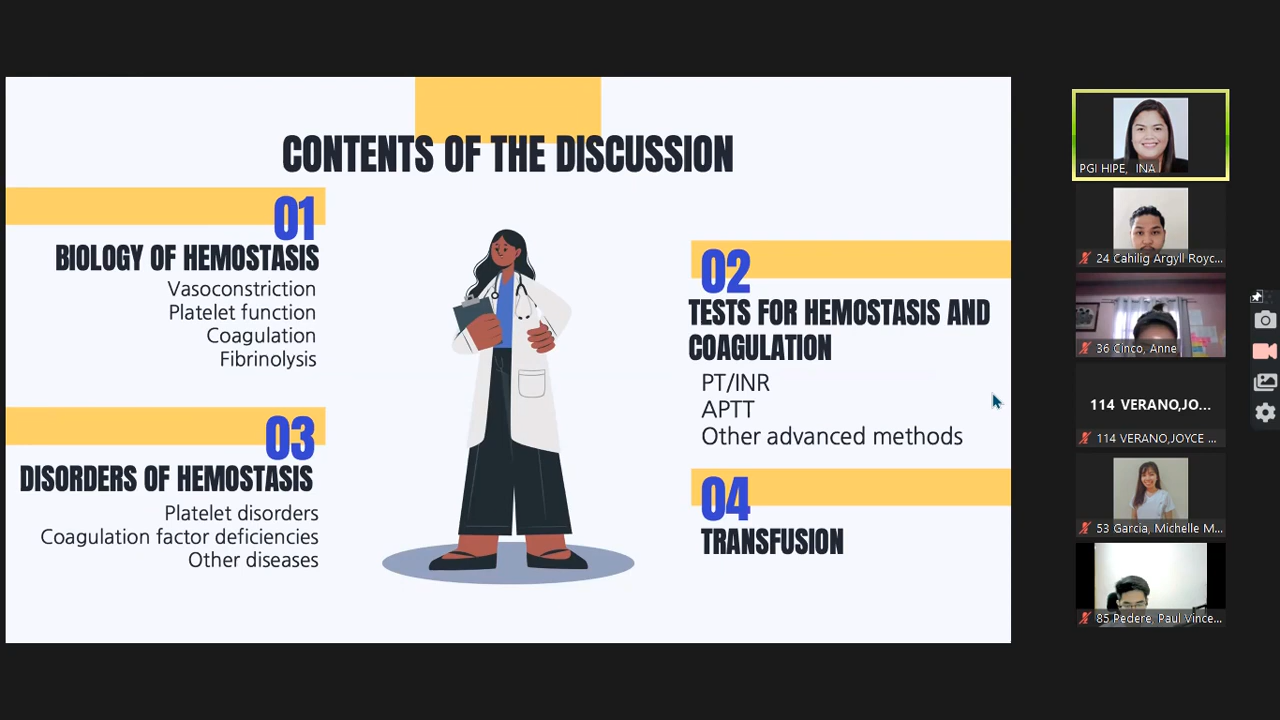 CONTENTS OF THE DISCUSSION
01
BIOLOGY OF HEMOSTASIS
Vasoconstriction
Platelet function
Coagulation
Fibrinolysis
02
TESTS FOR HEMOSTASIS AND
COAGULATION
PT/INR
APTT
Other advanced methods
03
DISORDERS OF HEMOSTASIS
Platelet disorders
Coagulation factor deficiencies
Other diseases
04
TRANSFUSION
PGI HIPE, INA
24 Cahilig Argyll Royc...
36 Cinco, Anne
114 VERANO,JO...
114 VERANO,JOYCE ...
53 Garcia, Michelle M...
85 Pedere, Paul Vince...